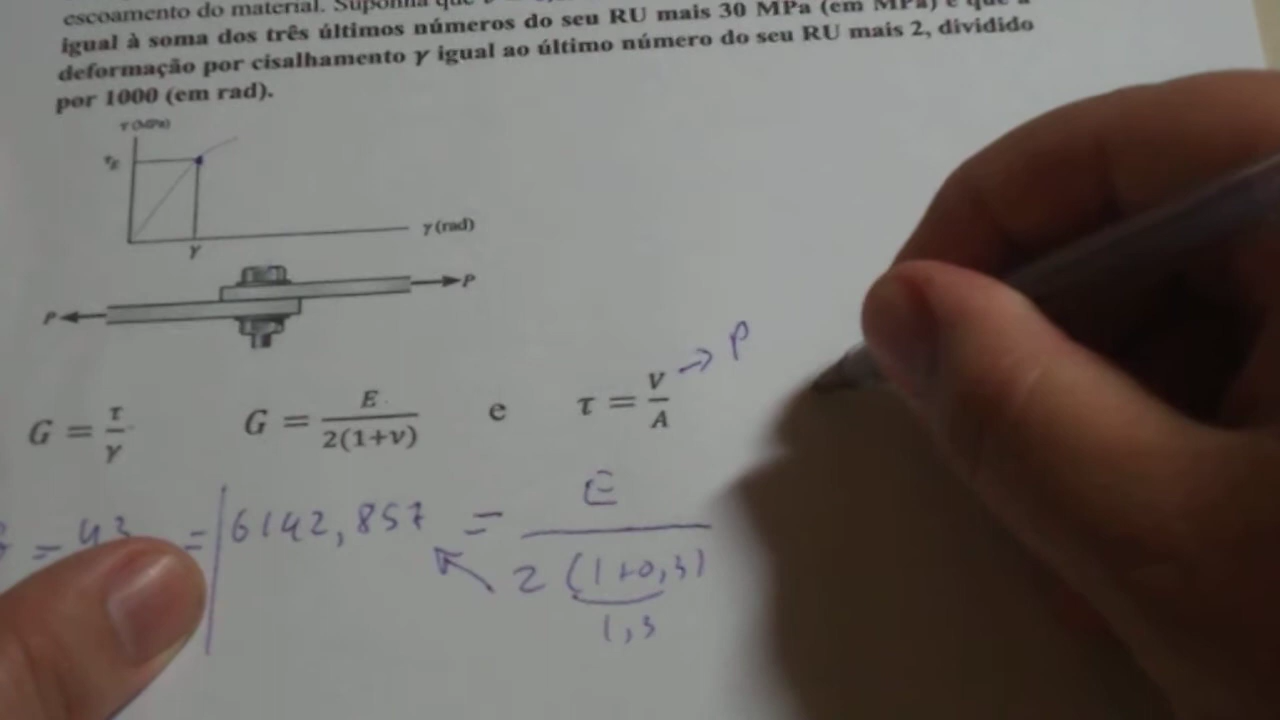 escoamento do material. Suponha que
igual à soma dos três últimos números do seu RU mais 30 MPa (em MPa) e que a
deformação por cisalhamento γ igual ao último número do seu RU mais 2, dividido
por 1000 (em rad).
τ (MPa)
τE
γ (rad)
γ
P
P
G = τ/γ G = E/2(1+ν) e τ = V/A → P
= 43 = 6142,857 = E/2(1+0,3)
1,3